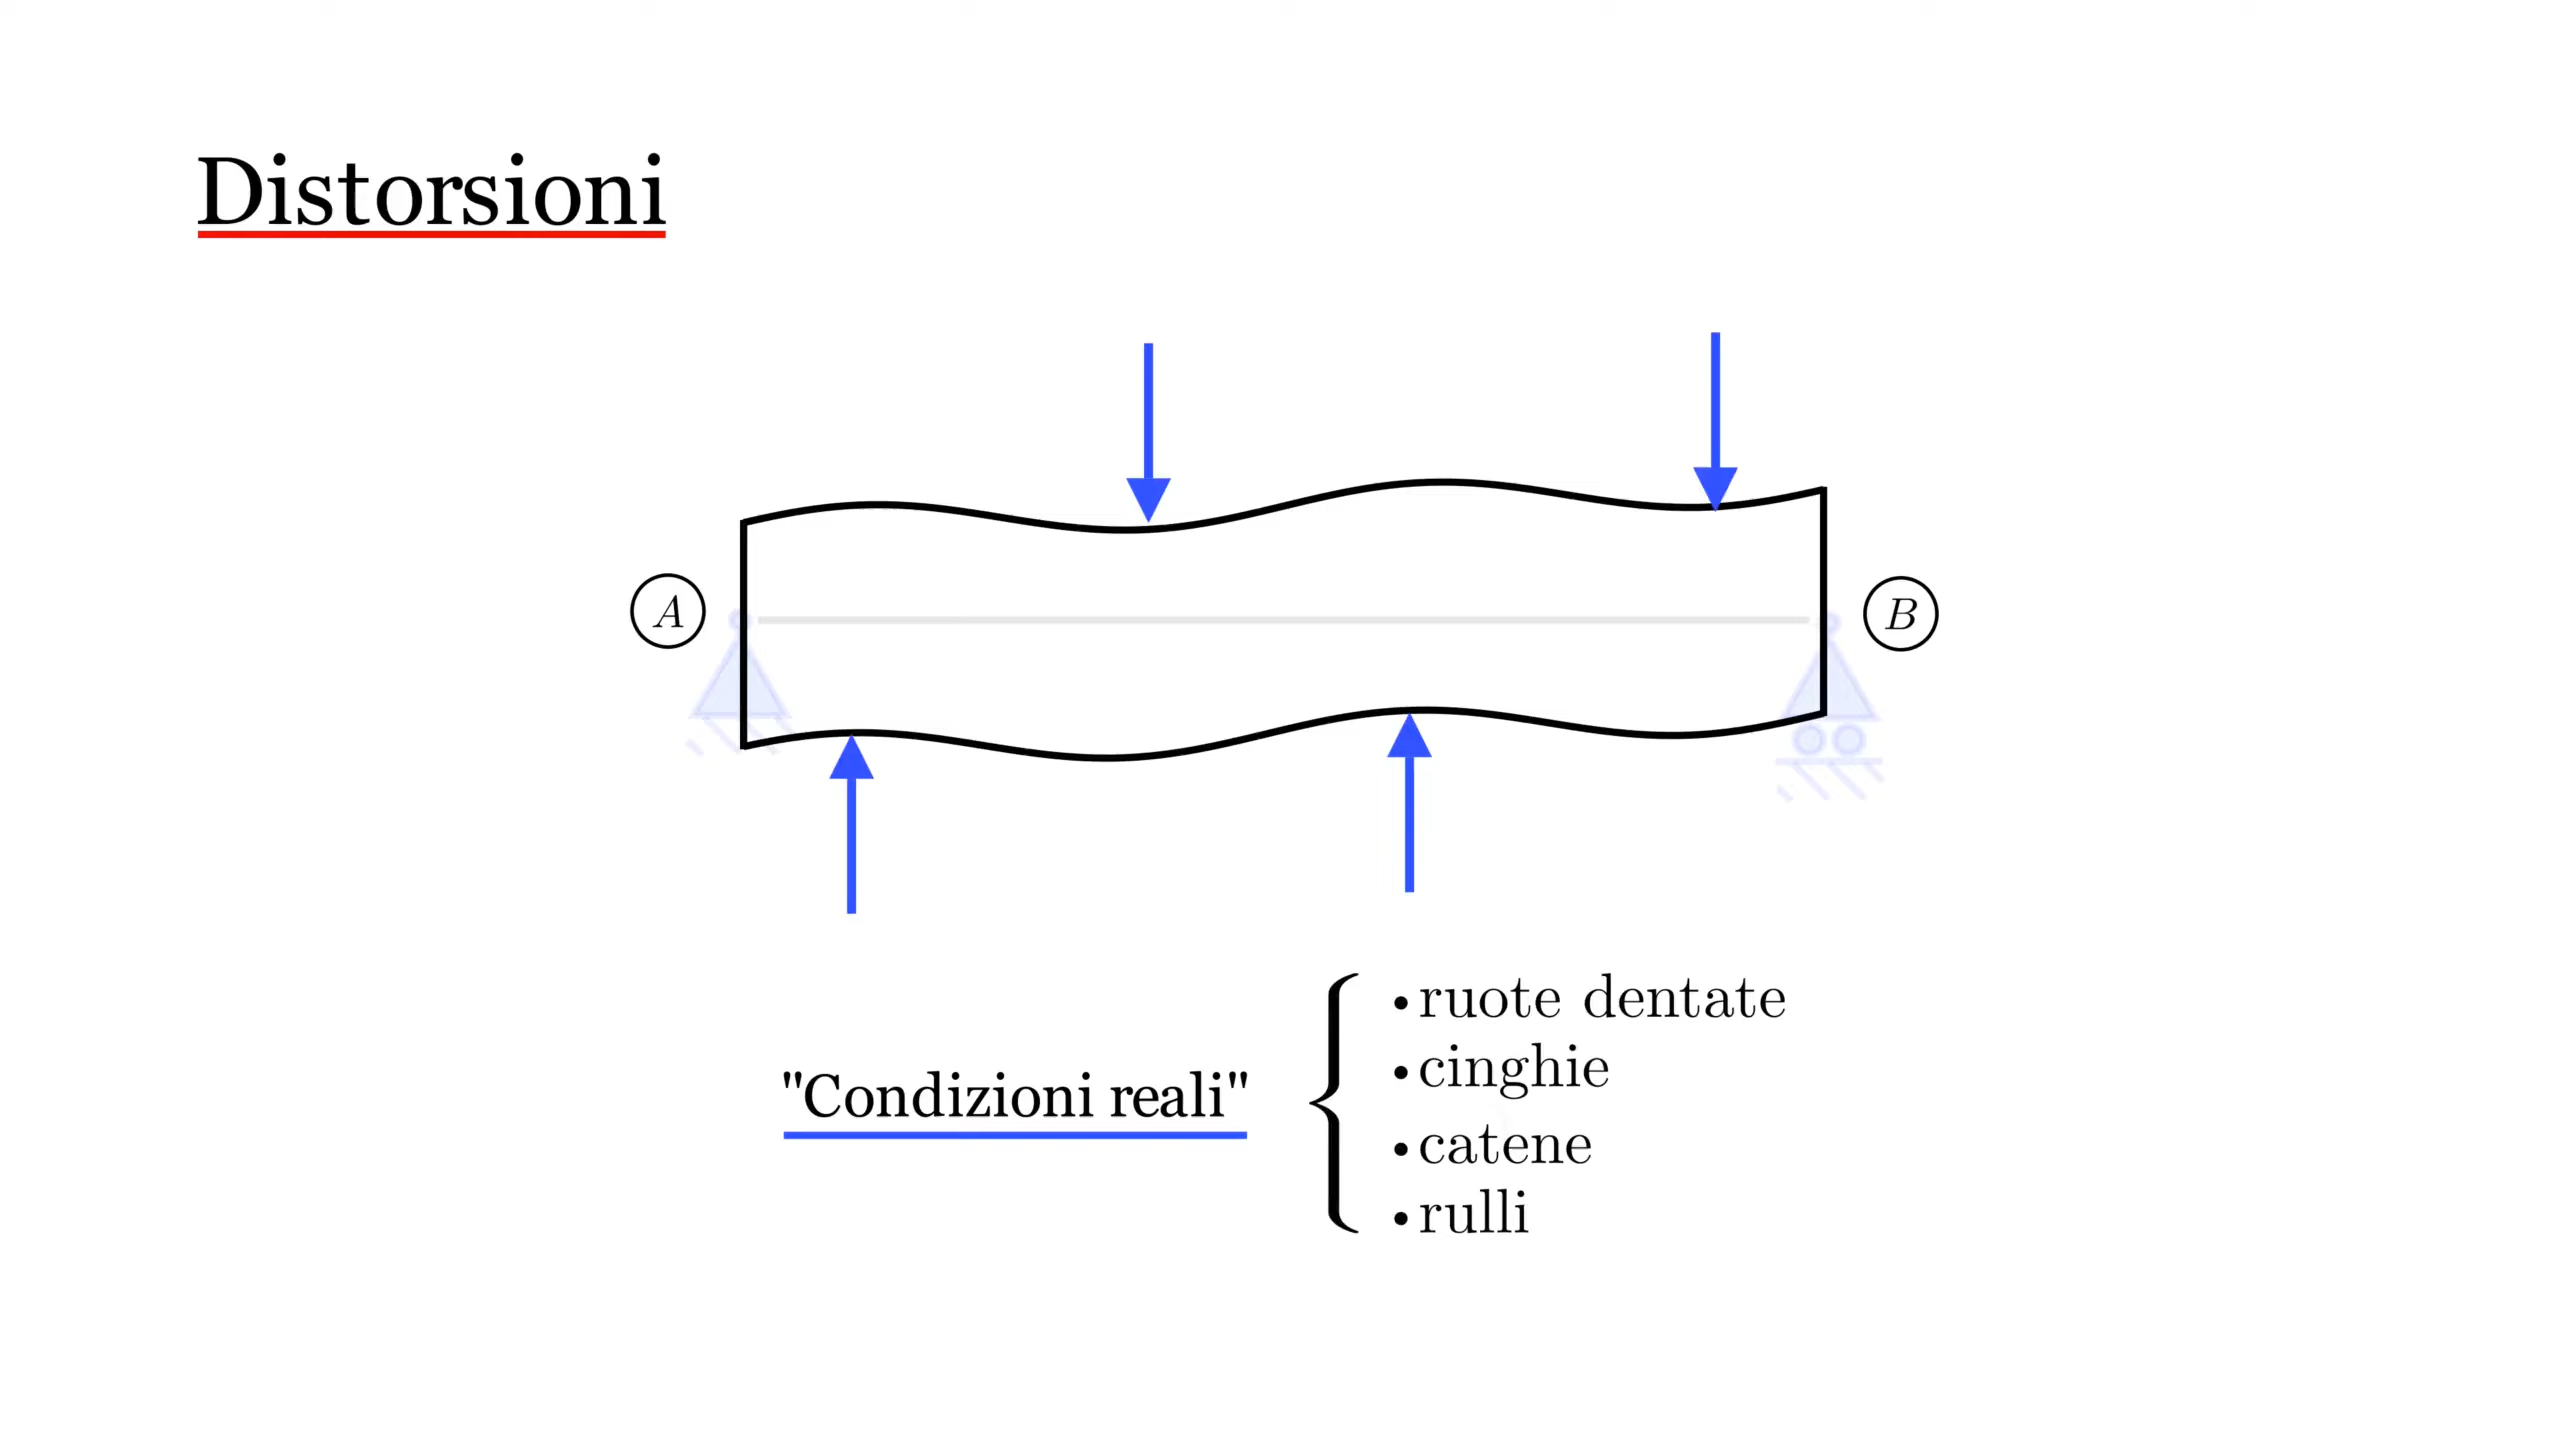 Distorsioni
A
B
"Condizioni reali"
•ruote dentate
•cinghie
•catene
•rulli